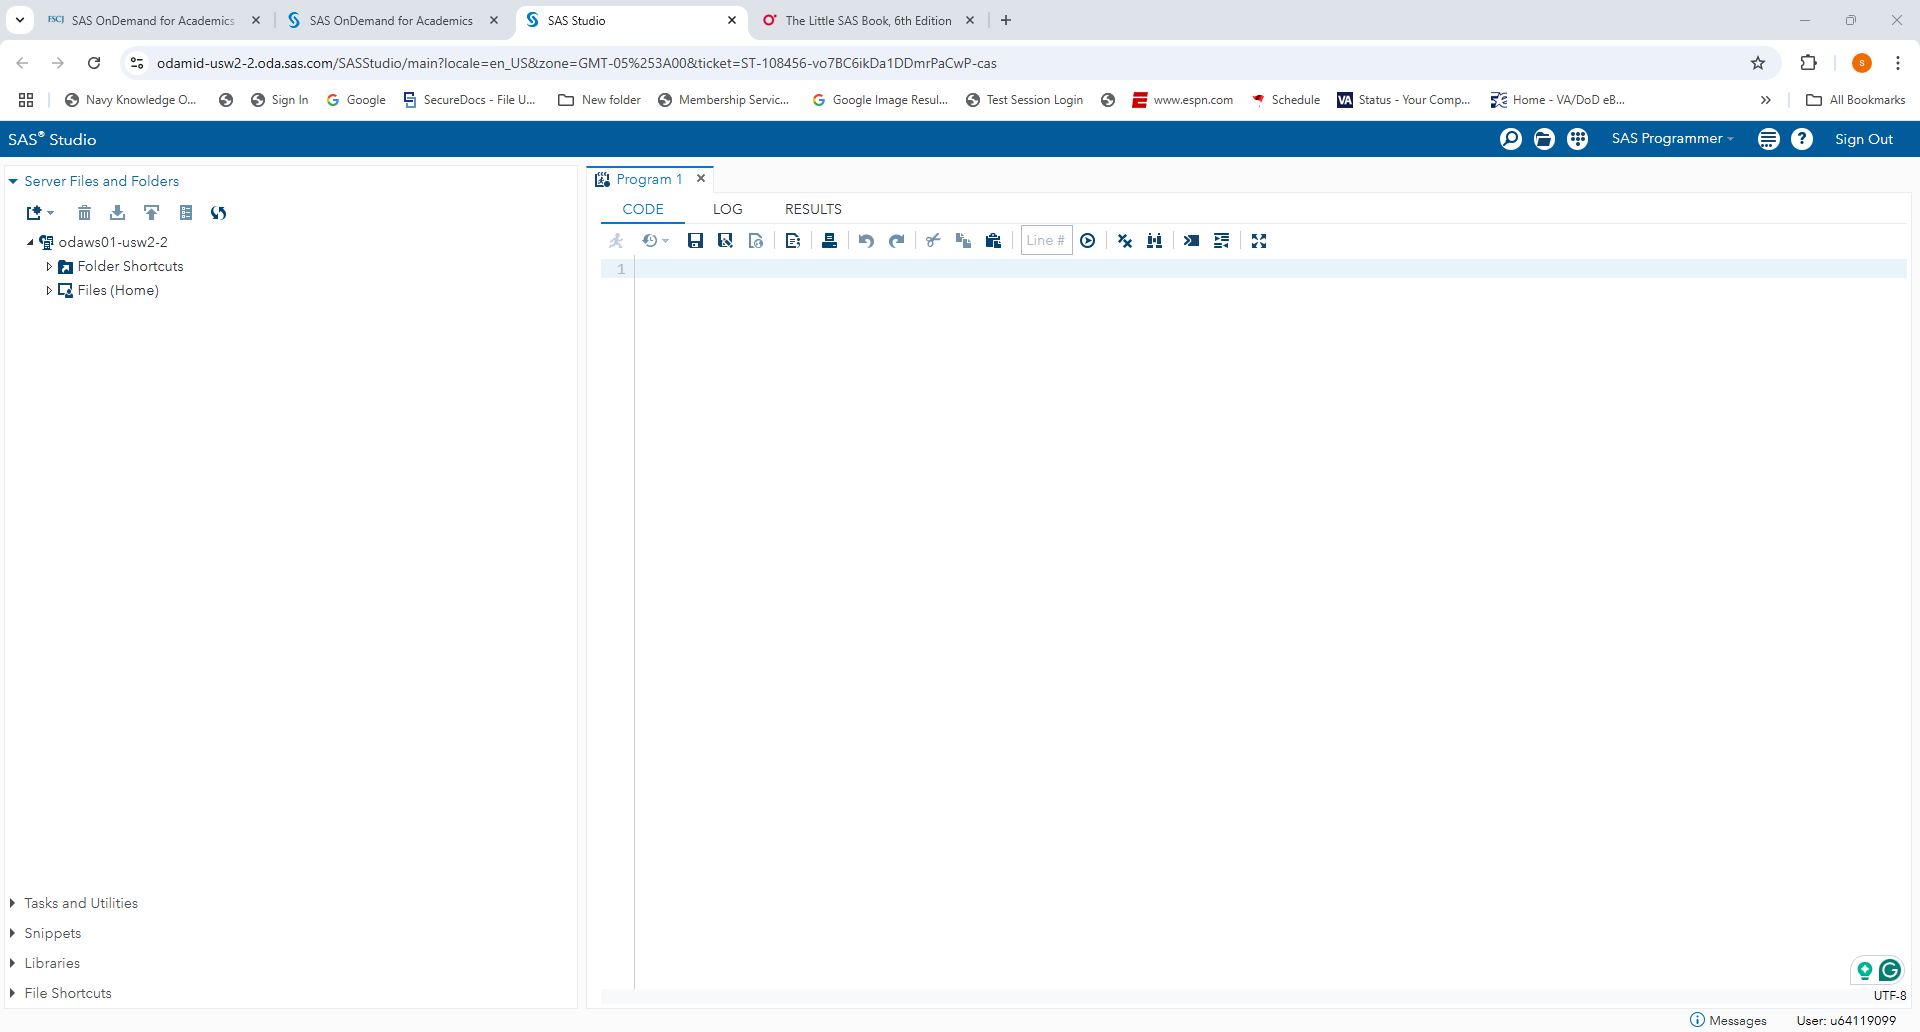 SAS OnDemand for Academics
SAS OnDemand for Academics
SAS Studio
The Little SAS Book, 6th Edition
odamid-usw2-2.oda.sas.com/SASStudio/main?locale=en_US&zone=GMT-05%253A00&ticket=ST-108456-vo7BC6ikDa1DDmrPaCwP-cas
S
Navy Knowledge O...
Sign In
Google
SecureDocs - File U...
New folder
Membership Servic...
Google Image Resul...
Test Session Login
www.espn.com
Schedule
VA Status - Your Comp...
Home - VA/DoD eB...
All Bookmarks
SAS® Studio
SAS Programmer
Sign Out
Server Files and Folders
Program 1
CODE
LOG
RESULTS
odaws01-usw2-2
Line #
Folder Shortcuts
1
Files (Home)
Tasks and Utilities
Snippets
Libraries
File Shortcuts
UTF-8
Messages
User: u64119099